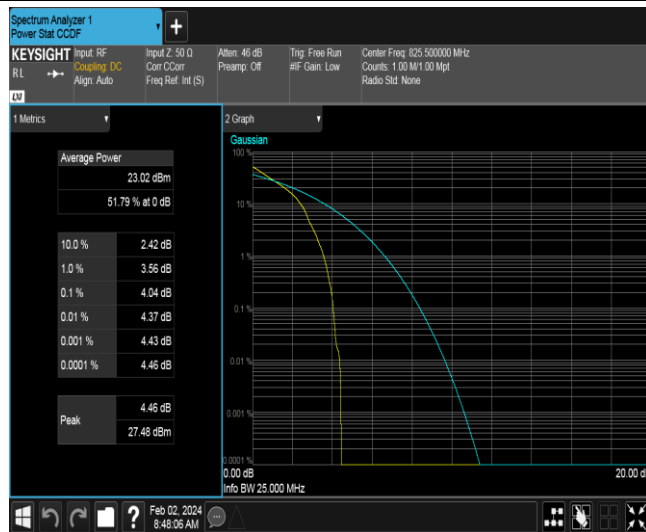 Spectrum Analyzer 1
Power Stat CCDF
+
KEYSIGHT
RL
LXI
Input: RF
Coupling: DC
Align: Auto
Input Z: 50 Ω
Corr CCorr
Freq Ref: Int (S)
Atten: 46 dB
Preamp: Off
Trig: Free Run
#IF Gain: Low
Center Freq: 825.500000 MHz
Counts: 1.00 M/1.00 Mpt
Radio Std: None
1 Metrics
Average Power
23.02 dBm
51.79 % at 0 dB
10.0 % 2.42 dB
1.0 % 3.56 dB
0.1 % 4.04 dB
0.01 % 4.37 dB
0.001 % 4.43 dB
0.0001 % 4.46 dB
Peak
4.46 dB
27.48 dBm
2 Graph
Gaussian
100 %
10 %
1 %
0.1 %
0.01 %
0.001 %
0.0001 %
0.00 dB
20.00 d
Info BW 25.000 MHz
?
Feb 02, 2024
8:48:06 AM